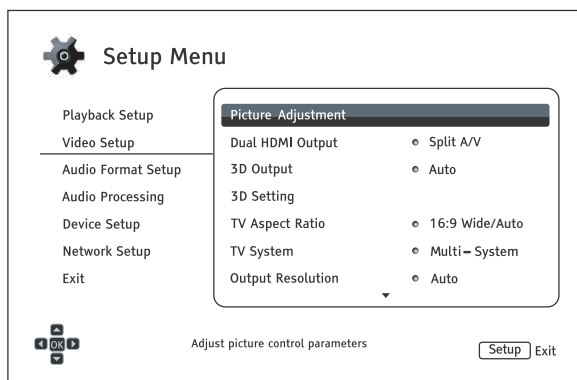 Setup Menu
Playback Setup
Video Setup
Audio Format Setup
Audio Processing
Device Setup
Network Setup
Exit
Picture Adjustment
Dual HDMI Output Split A/V
3D Output Auto
3D Setting
TV Aspect Ratio 16:9 Wide/Auto
TV System Multi-System
Output Resolution Auto
OK
Adjust picture control parameters
Setup Exit